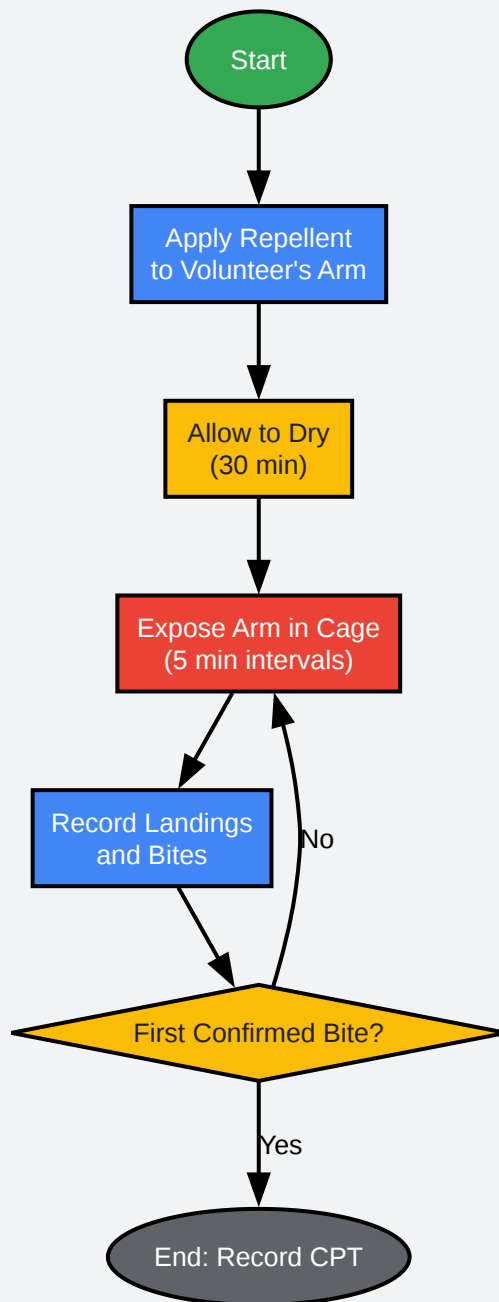 Start
Apply Repellent
to Volunteer's Arm
Allow to Dry
(30 min)
Expose Arm in Cage
(5 min intervals)
Record Landings
and Bites
No
First Confirmed Bite?
Yes
End: Record CPT